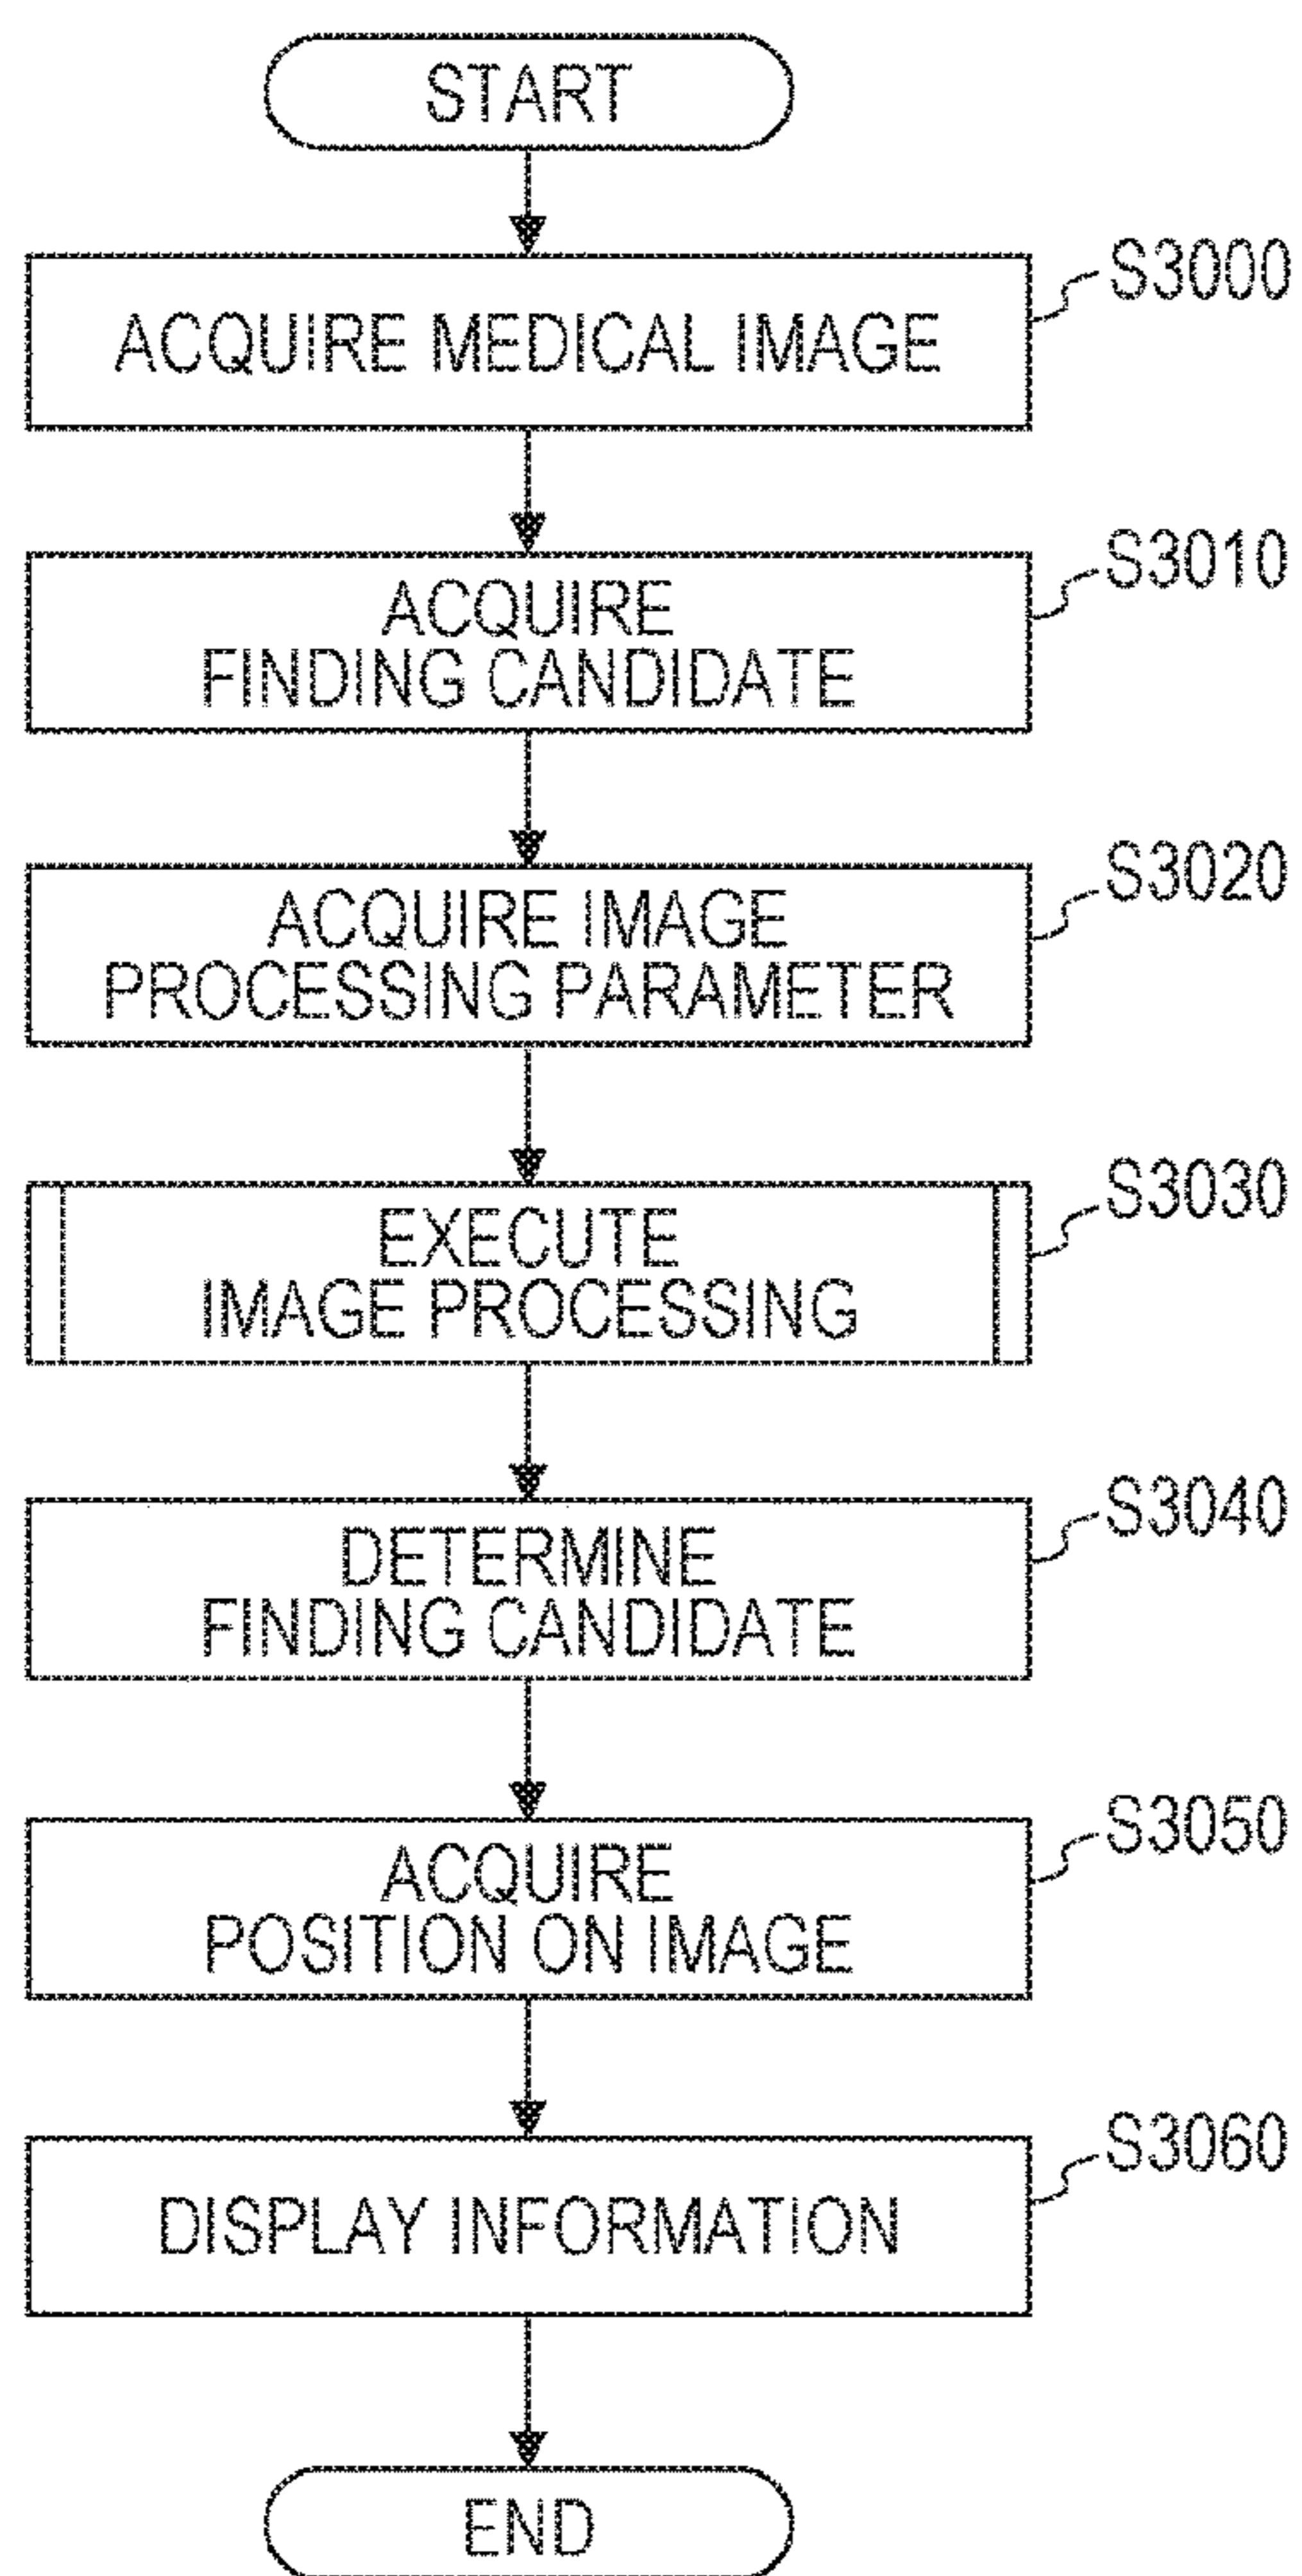 START
ACQUIRE MEDICAL IMAGE
S3000
ACQUIRE
FINDING CANDIDATE
S3010
ACQUIRE IMAGE
PROCESSING PARAMETER
S3020
EXECUTE
IMAGE PROCESSING
S3030
DETERMINE
FINDING CANDIDATE
S3040
ACQUIRE
POSITION ON IMAGE
S3050
DISPLAY INFORMATION
S3060
END